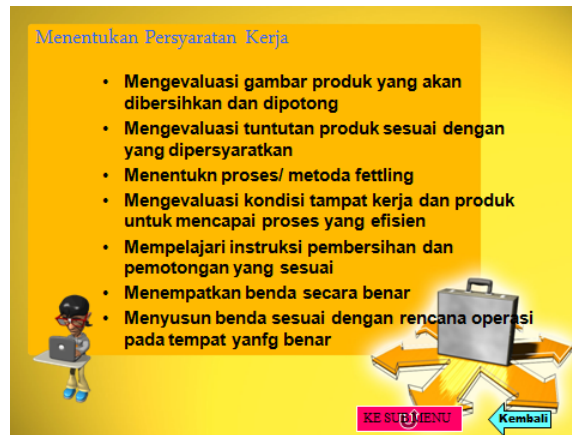 Menentukan Persyaratan Kerja
• Mengevaluasi gambar produk yang akan
dibersihkan dan dipotong
• Mengevaluasi tuntutan produk sesuai dengan
yang dipersyaratkan
• Menentukn proses/ metoda fettling
• Mengevaluasi kondisi tampat kerja dan produk
untuk mencapai proses yang efisien
• Mempelajari instruksi pembersihan dan
pemotongan yang sesuai
• Menempatkan benda secara benar
• Menyusun benda sesuai dengan rencana operasi
pada tempat yanfg benar
KE SUB MENU
Kembali